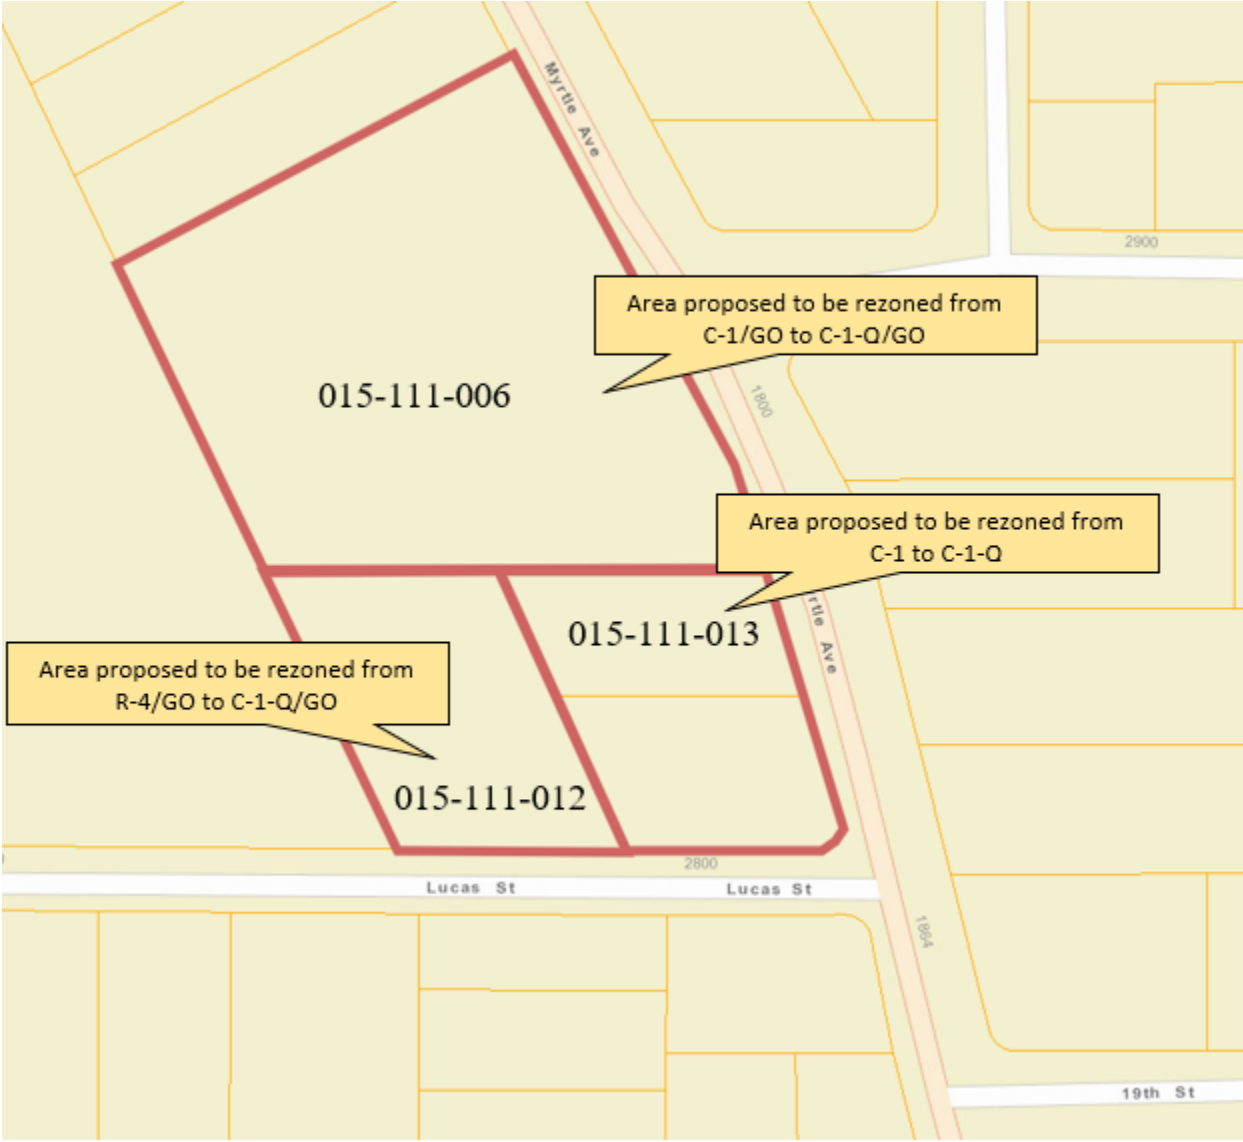 Myrtle Ave
2900
Area proposed to be rezoned from
C-1/GO to C-1-Q/GO
015-111-006
1800
Area proposed to be rezoned from
C-1 to C-1-Q
rtle Ave
015-111-013
Area proposed to be rezoned from
R-4/GO to C-1-Q/GO
015-111-012
2800
Lucas St
Lucas St
1864
19th St